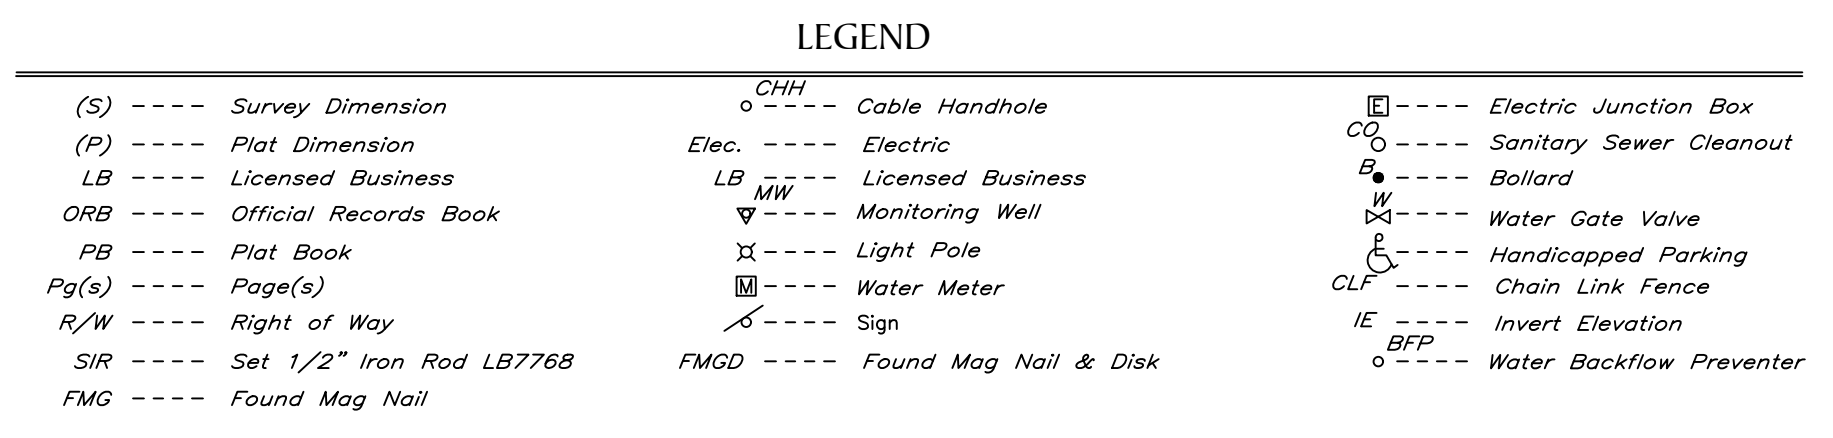 LEGEND
(S) ---- Survey Dimension
(P) ---- Plat Dimension
LB ---- Licensed Business
ORB ---- Official Records Book
PB ---- Plat Book
Pg(s) ---- Page(s)
R/W ---- Right of Way
SIR ---- Set 1/2" Iron Rod LB7768
FMG ---- Found Mag Nail
CHH ---- Cable Handhole
Elec. ---- Electric
LB ---- Licensed Business
MW ---- Monitoring Well
---- Light Pole
M ---- Water Meter
---- Sign
FMGD ---- Found Mag Nail & Disk
E ---- Electric Junction Box
CO ---- Sanitary Sewer Cleanout
B ---- Bollard
W ---- Water Gate Valve
---- Handicapped Parking
CLF ---- Chain Link Fence
IE ---- Invert Elevation
BFP ---- Water Backflow Preventer